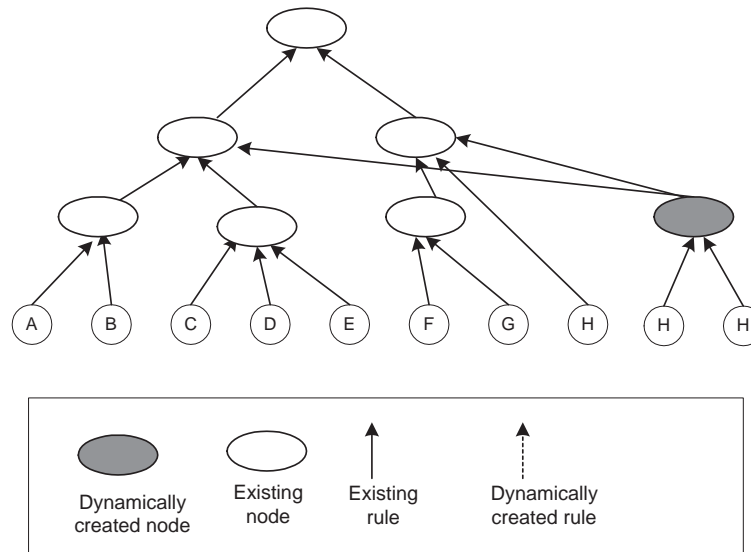 A B C D E F G H H H
Dynamically
created node
Existing
node
Existing
rule
Dynamically
created rule